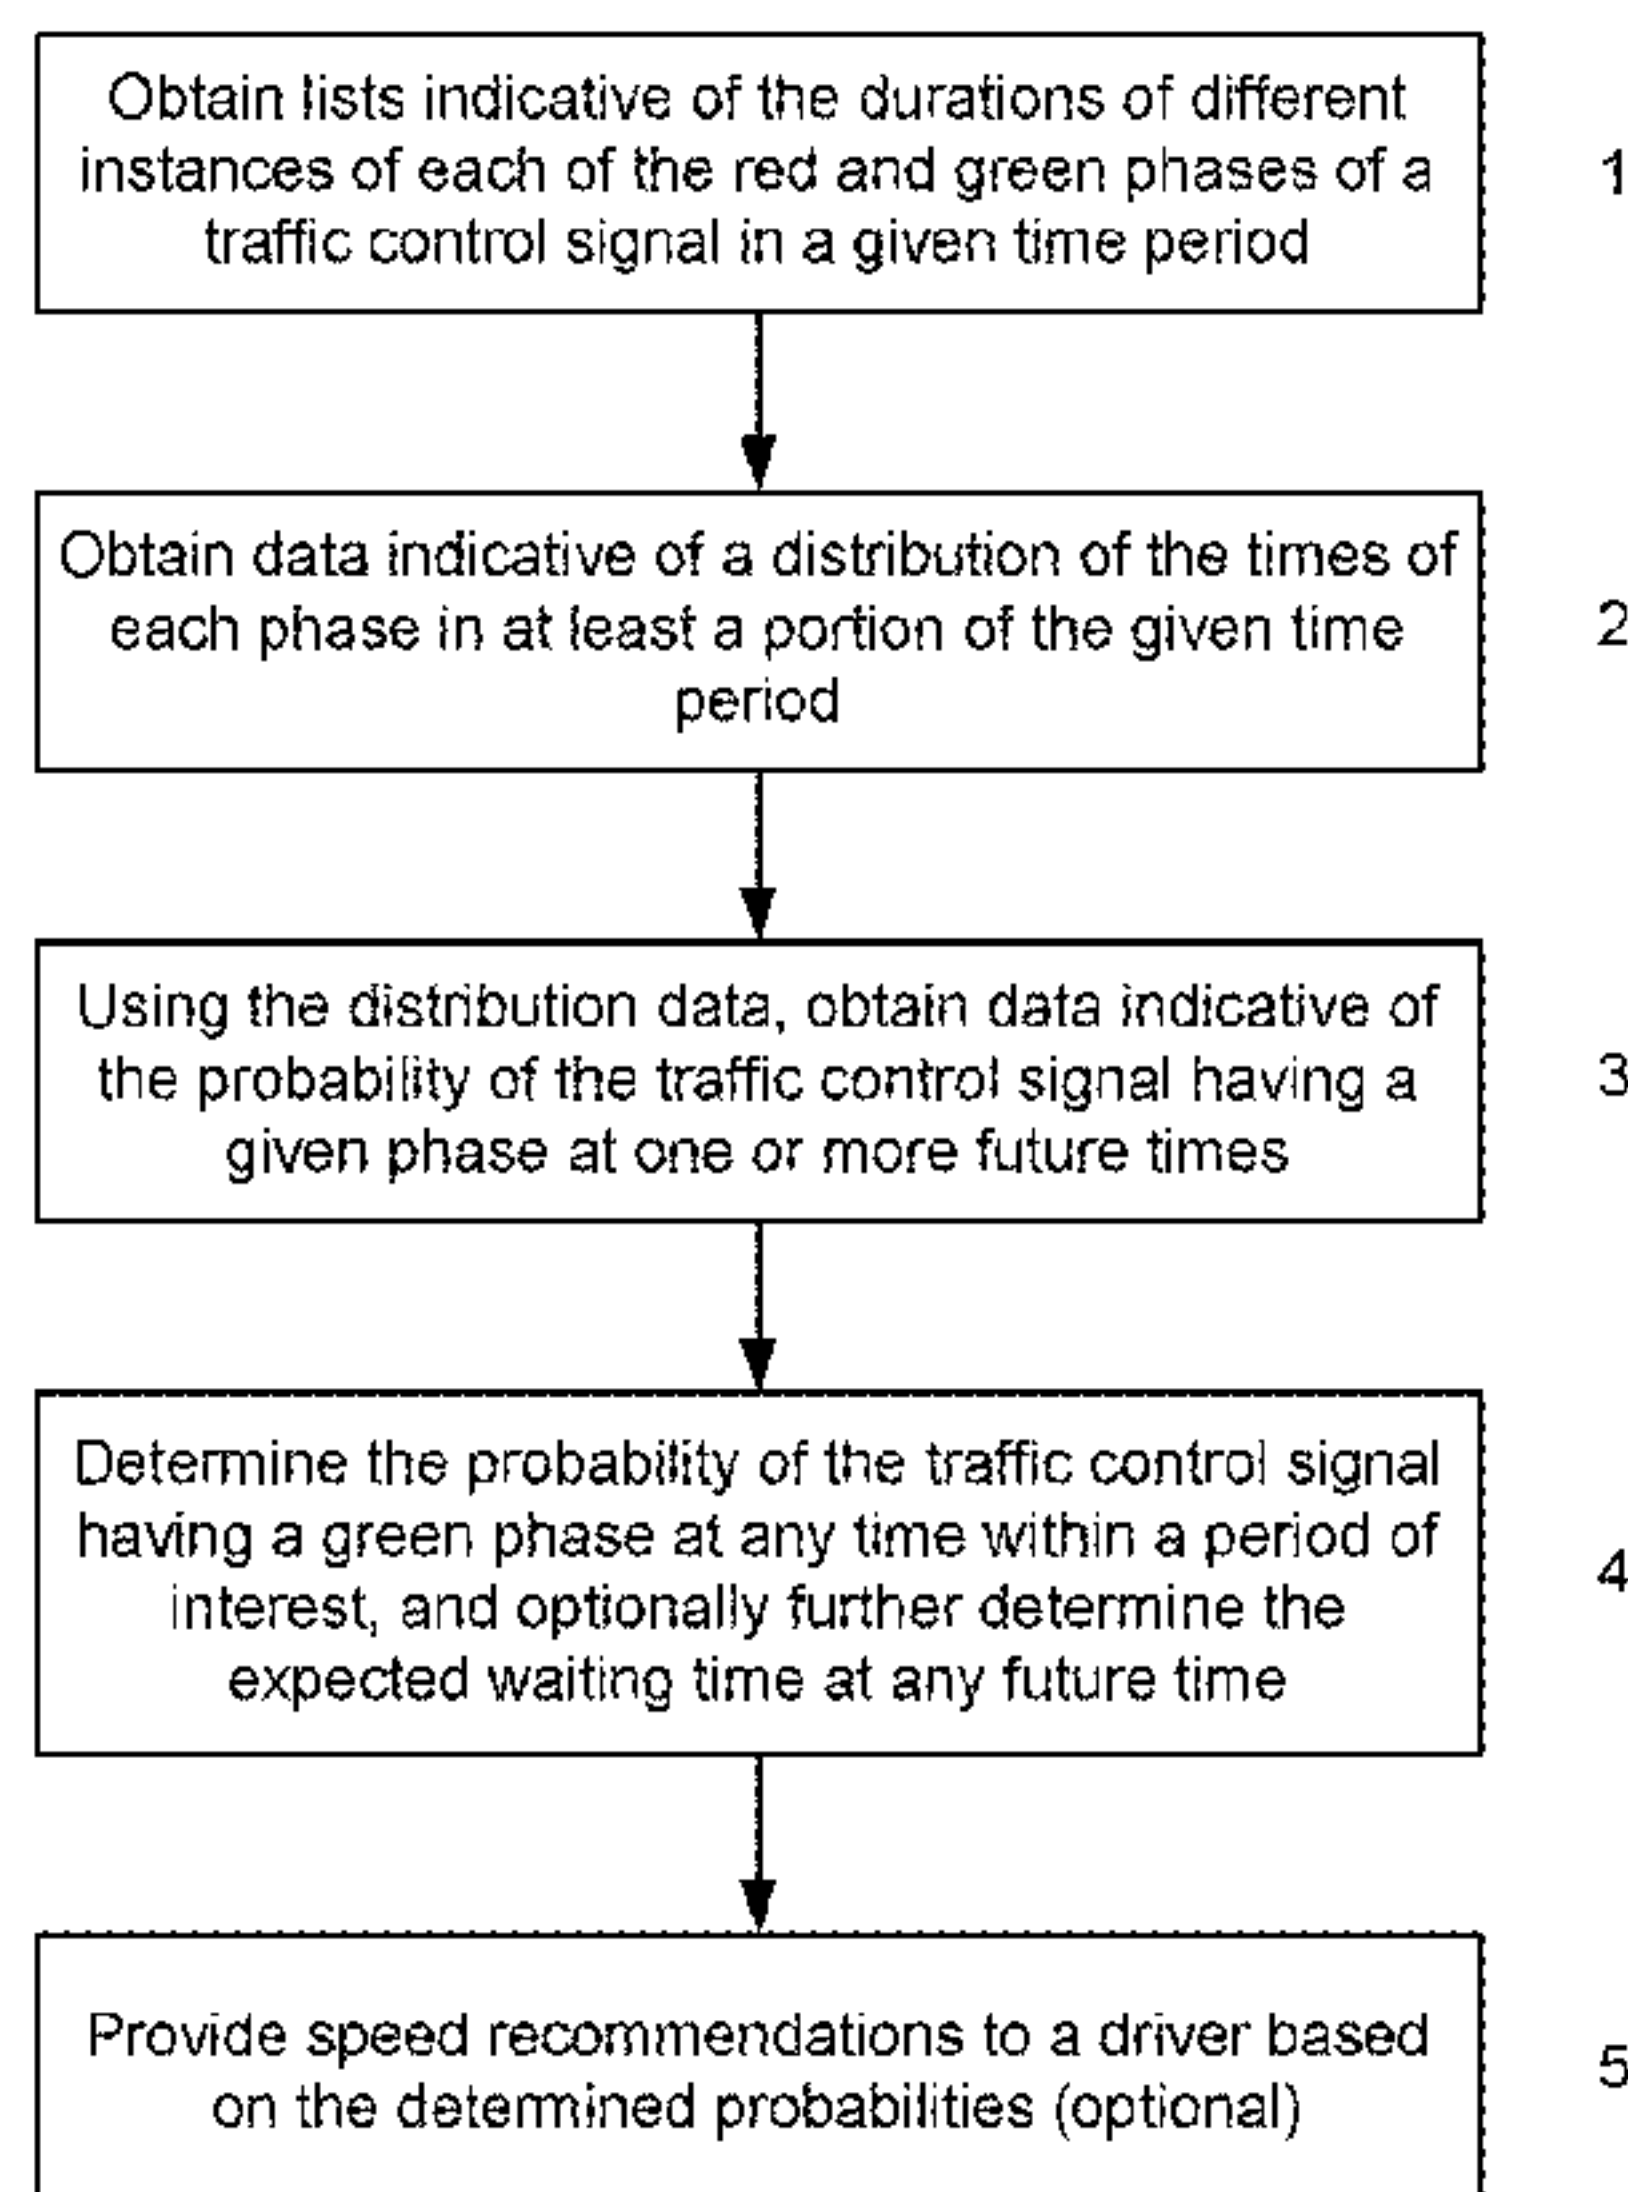 Obtain lists indicative of the durations of different
instances of each of the red and green phases of a
traffic control signal in a given time period
1
Obtain data indicative of a distribution of the times of
each phase in at least a portion of the given time
period
2
Using the distribution data, obtain data indicative of
the probability of the traffic control signal having a
given phase at one or more future times
3
Determine the probability of the traffic control signal
having a green phase at any time within a period of
interest, and optionally further determine the
expected waiting time at any future time
4
Provide speed recommendations to a driver based
on the determined probabilities (optional)
5